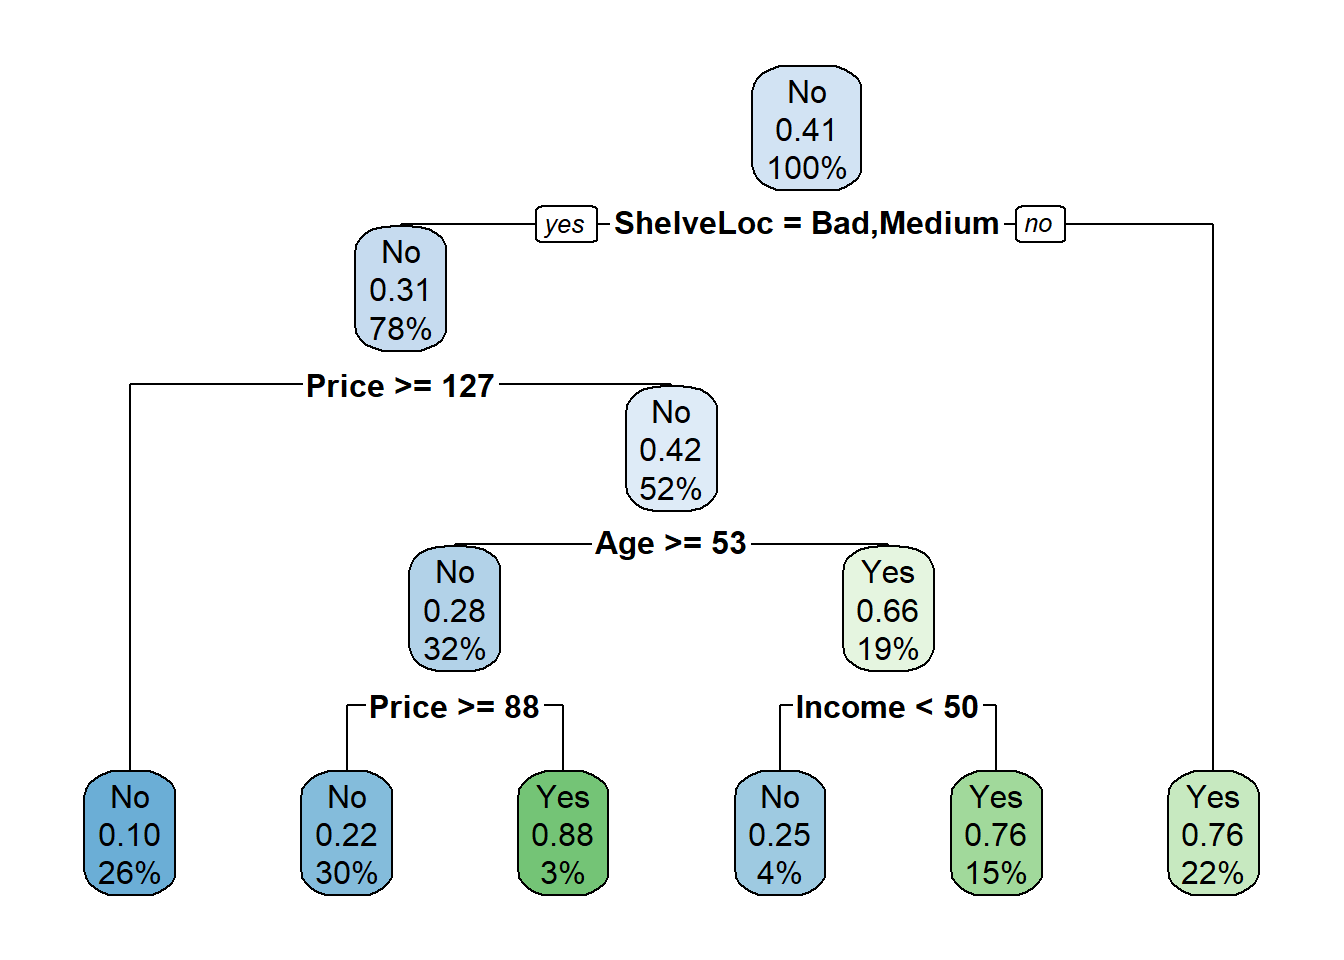 No
0.41
100%
yes ShelveLoc = Bad,Medium no
No
0.31
78%
Price >= 127
No
0.42
52%
Age >= 53
No
0.28
32%
Yes
0.66
19%
Price >= 88
Income < 50
No
0.10
26%
No
0.22
30%
Yes
0.88
3%
No
0.25
4%
Yes
0.76
15%
Yes
0.76
22%